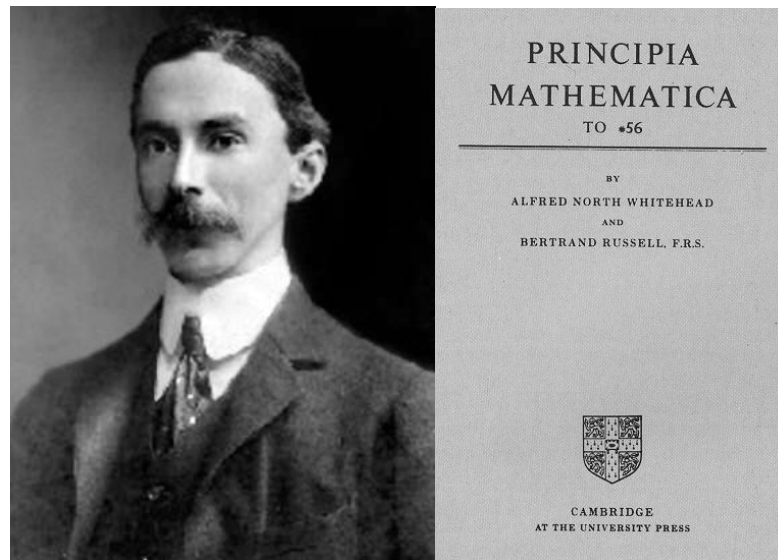 PRINCIPIA
MATHEMATICA
TO *56
BY
ALFRED NORTH WHITEHEAD
AND
BERTRAND RUSSELL, F.R.S.
CAMBRIDGE
AT THE UNIVERSITY PRESS